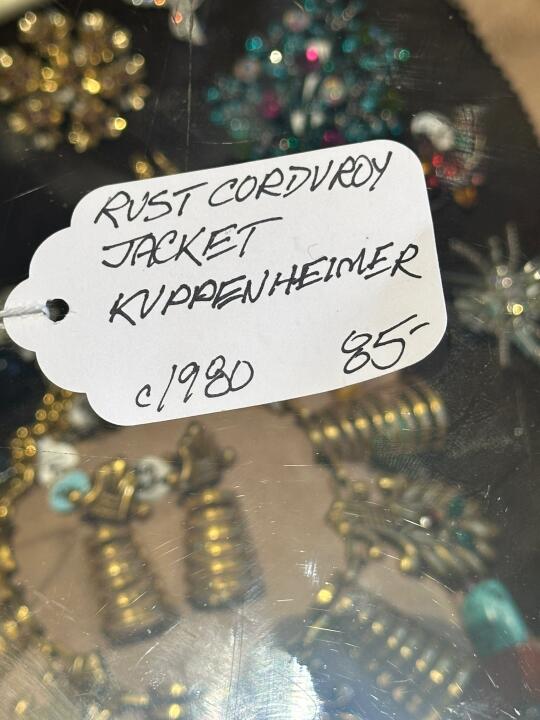 RUST CORDUROY
JACKET
KUPPENHEIMER
c1980 85-